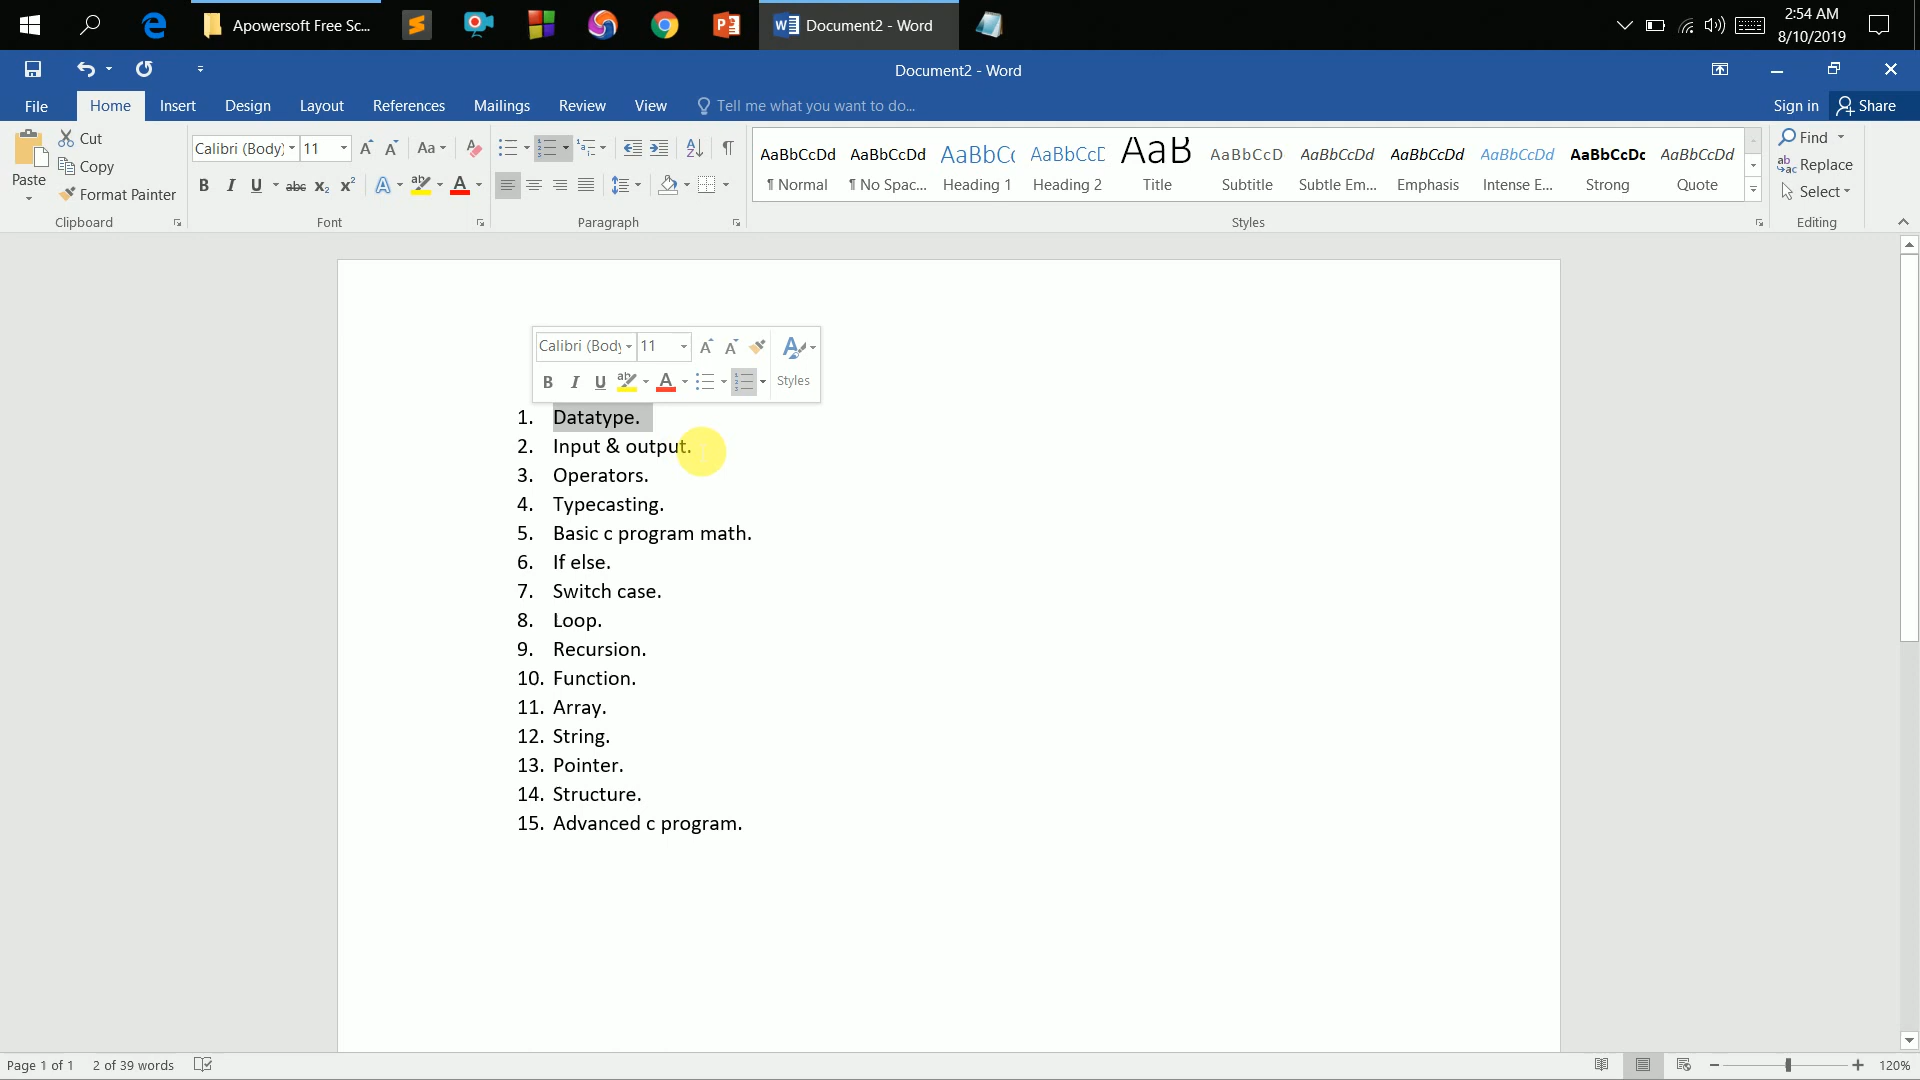 Apowersoft Free Sc...
Document2 - Word
2:54 AM
8/10/2019
Document2 - Word
File Home Insert Design Layout References Mailings Review View Tell me what you want to do... Sign in Share
Paste
Cut
Copy
Format Painter
Clipboard
Calibri (Body) 11
Font
Paragraph
AaBbCcDd AaBbCcDd AaBbCc AaBbCcC AaB AaBbCcD AaBbCcDd AaBbCcDd AaBbCcDd AaBbCcDc AaBbCcDd
¶ Normal ¶ No Spac... Heading 1 Heading 2 Title Subtitle Subtle Em... Emphasis Intense E... Strong Quote
Styles
Find
Replace
Select
Editing
Calibri (Body 11
Styles
1. Datatype.
2. Input & output.
3. Operators.
4. Typecasting.
5. Basic c program math.
6. If else.
7. Switch case.
8. Loop.
9. Recursion.
10. Function.
11. Array.
12. String.
13. Pointer.
14. Structure.
15. Advanced c program.
Page 1 of 1 2 of 39 words 120%